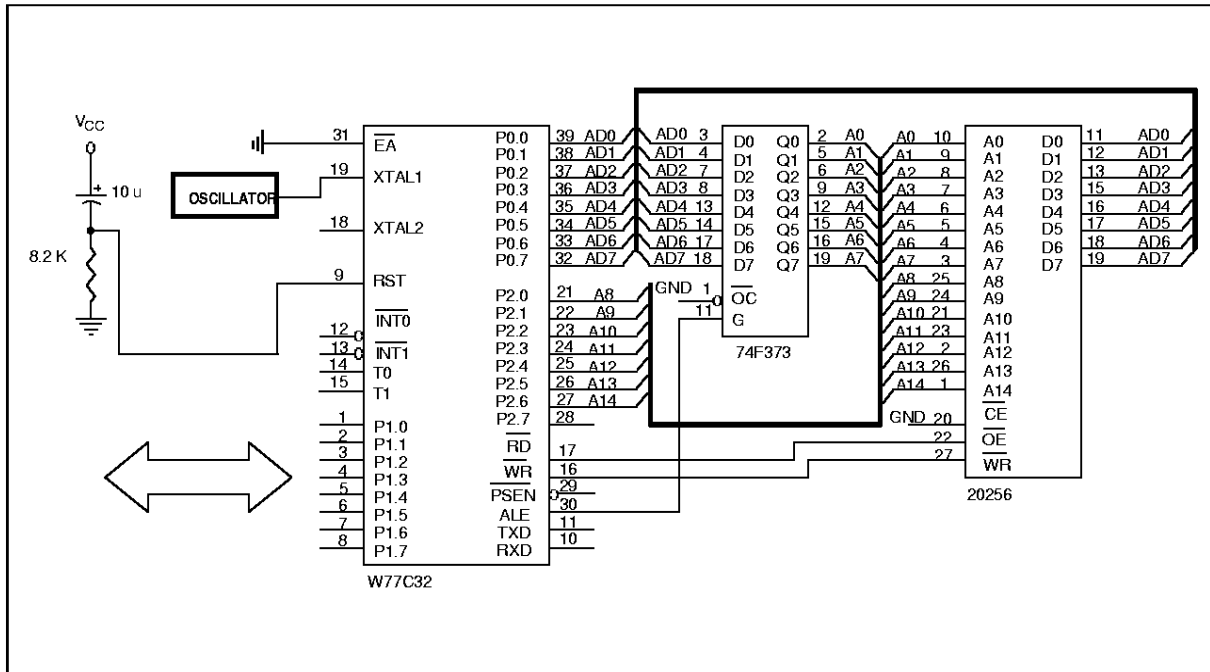 VCC
10 u
8.2 K
OSCILLATOR
31 EA
19 XTAL1
18 XTAL2
9 RST
12 INT0
13 INT1
14 T0
15 T1
1 P1.0
2 P1.1
3 P1.2
4 P1.3
5 P1.4
6 P1.5
7 P1.6
8 P1.7
P0.0 39 AD0
P0.1 38 AD1
P0.2 37 AD2
P0.3 36 AD3
P0.4 35 AD4
P0.5 34 AD5
P0.6 33 AD6
P0.7 32 AD7
P2.0 21 A8
P2.1 22 A9
P2.2 23 A10
P2.3 24 A11
P2.4 25 A12
P2.5 26 A13
P2.6 27 A14
P2.7 28
RD 17
WR 16
PSEN 29
ALE 30
TXD 11
RXD 10
W77C32
AD0 3 D0 Q0 2 A0
AD1 4 D1 Q1 5 A1
AD2 7 D2 Q2 6 A2
AD3 8 D3 Q3 9 A3
AD4 13 D4 Q4 12 A4
AD5 14 D5 Q5 15 A5
AD6 17 D6 Q6 16 A6
AD7 18 D7 Q7 19 A7
GND 1 OC
11 G
74F373
A0 10 A0 D0 11 AD0
A1 9 A1 D1 12 AD1
A2 8 A2 D2 13 AD2
A3 7 A3 D3 15 AD3
A4 6 A4 D4 16 AD4
A5 5 A5 D5 17 AD5
A6 4 A6 D6 18 AD6
A7 3 A7 D7 19 AD7
A8 25 A8
A9 24 A9
A10 21 A10
A11 23 A11
A12 2 A12
A13 26 A13
A14 1 A14
GND 20 CE
22 OE
27 WR
20256